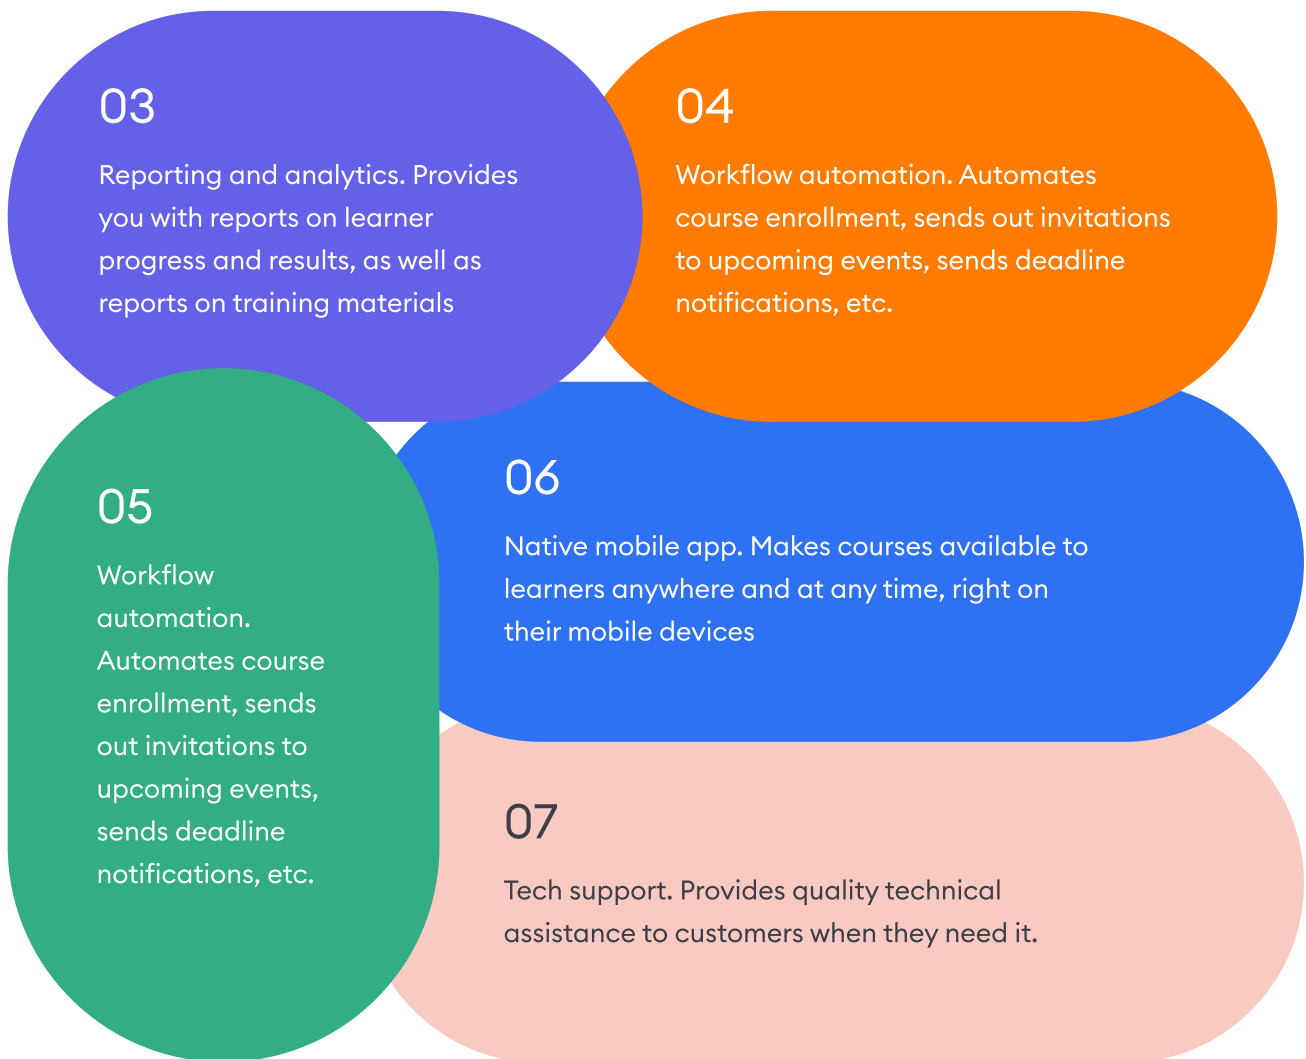 03
Reporting and analytics. Provides
you with reports on learner
progress and results, as well as
reports on training materials
04
Workflow automation. Automates
course enrollment, sends out invitations
to upcoming events, sends deadline
notifications, etc.
05
Workflow
automation.
Automates course
enrollment, sends
out invitations to
upcoming events,
sends deadline
notifications, etc.
06
Native mobile app. Makes courses available to
learners anywhere and at any time, right on
their mobile devices
07
Tech support. Provides quality technical
assistance to customers when they need it.